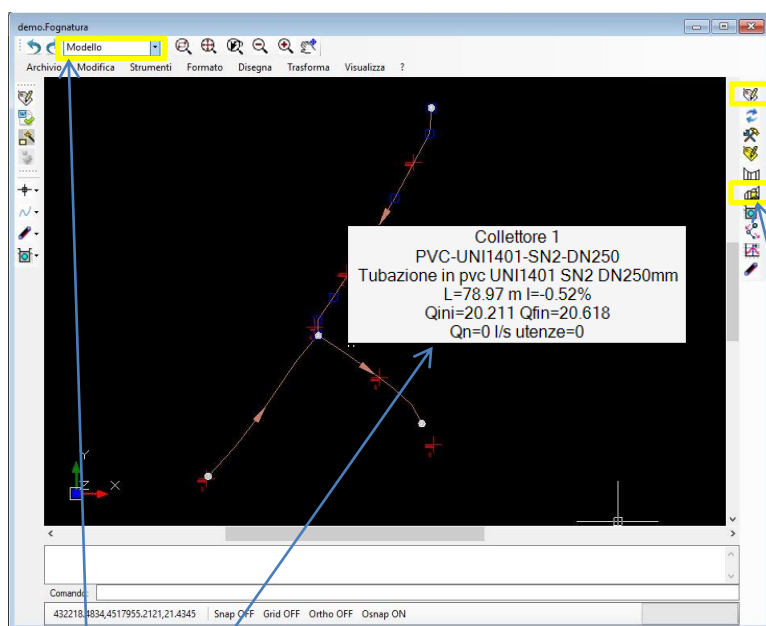 demo.Fognatura
Modello
Archivio Modifica Strumenti Formato Disegna Trasforma Visualizza ?
Collettore 1
PVC-UNI1401-SN2-DN250
Tubazione in pvc UNI1401 SN2 DN250mm
L=78.97 m I=-0.52%
Qini=20.211 Qfin=20.618
Qn=0 l/s utenze=0
Y
Z X
Comando:
432218.4834,4517955.2121,21.4345 Snap OFF Grid OFF Ortho OFF Osnap ON